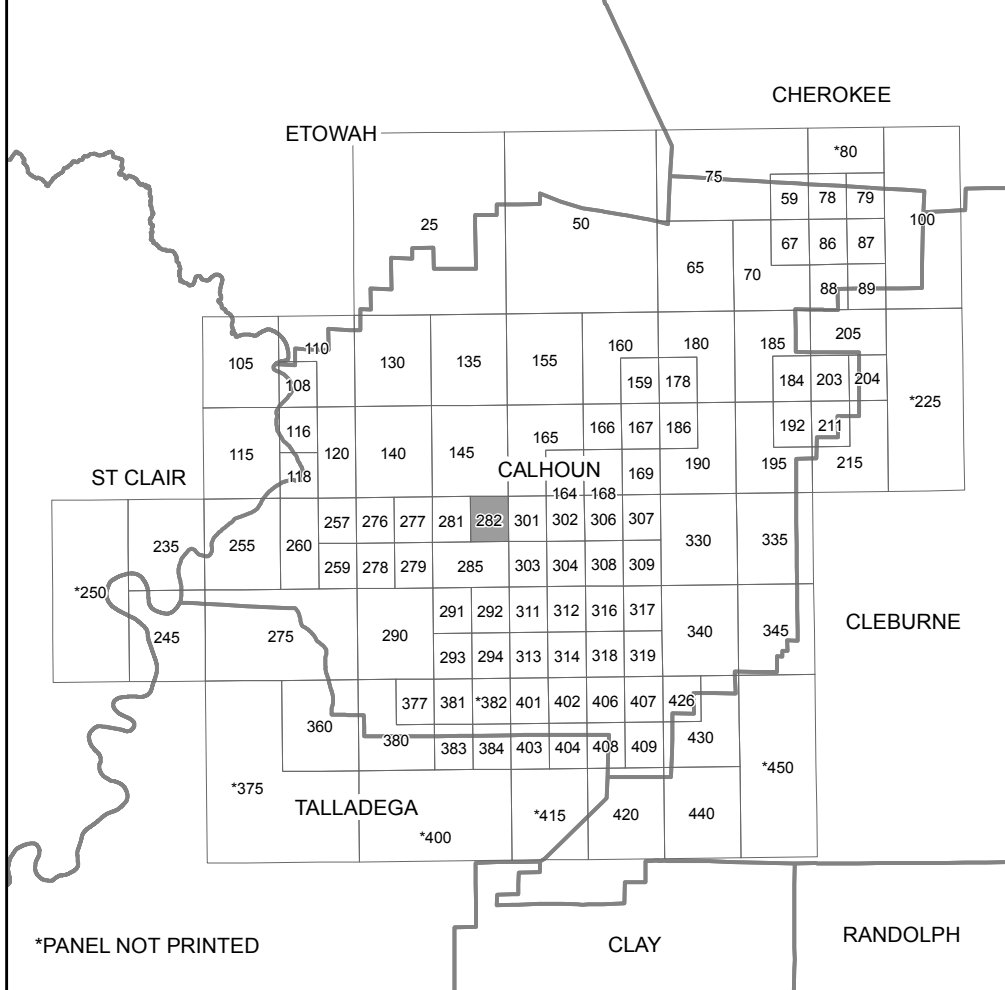 CHEROKEE
ETOWAH
*80
75
59 78 79
25 50 100
67 86 87
65 70
88 89
205
110 160 180 185
105 130 135 155
108 159 178 184 203 204
*225
116 166 167 186 192 211
115 120 140 145 165
CALHOUN 169 190 195 215
ST CLAIR 118
164 168
257 276 277 281 282 301 302 306 307
235 255 260 330 335
259 278 279 285 303 304 308 309
*250
291 292 311 312 316 317
245 275 290 340 345 CLEBURNE
293 294 313 314 318 319
377 381 *382 401 402 406 407 426
360 380 430
383 384 403 404 408 409
*450
*375
TALLADEGA *415 420 440
*400
*PANEL NOT PRINTED CLAY RANDOLPH